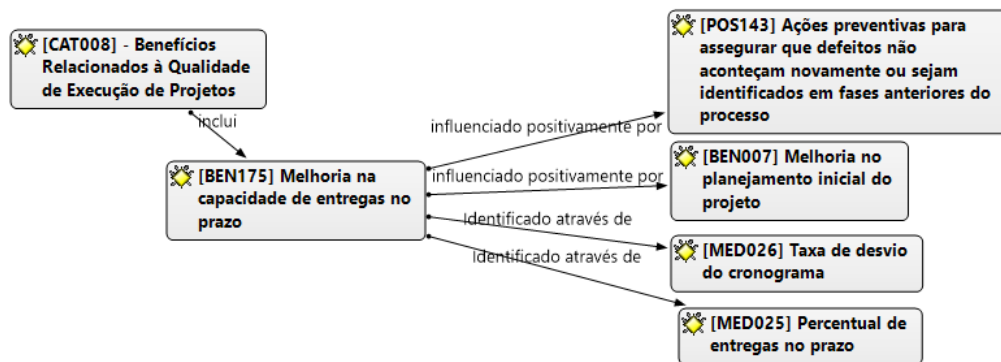 [CAT008] - Benefícios
Relacionados à Qualidade
de Execução de Projetos
inclui
[BEN175] Melhoria na
capacidade de entregas no
prazo
influenciado positivamente por
influenciado positivamente por
Identificado através de
Identificado através de
[POS143] Ações preventivas para
assegurar que defeitos não
aconteçam novamente ou sejam
identificados em fases anteriores do
processo
[BEN007] Melhoria no
planejamento inicial do
projeto
[MED026] Taxa de desvio
do cronograma
[MED025] Percentual de
entregas no prazo